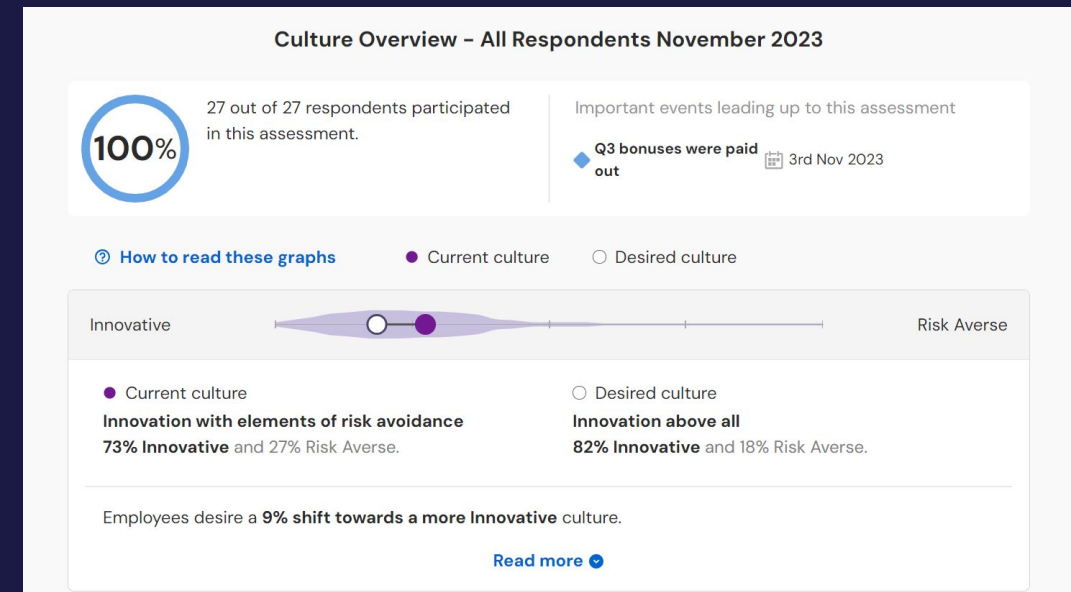 Culture Overview – All Respondents November 2023
100%
27 out of 27 respondents participated
in this assessment.
Important events leading up to this assessment
Q3 bonuses were paid
out
3rd Nov 2023
How to read these graphs
Current culture
Desired culture
Innovative
Risk Averse
Current culture
Innovation with elements of risk avoidance
73% Innovative and 27% Risk Averse.
Desired culture
Innovation above all
82% Innovative and 18% Risk Averse.
Employees desire a 9% shift towards a more Innovative culture.
Read more